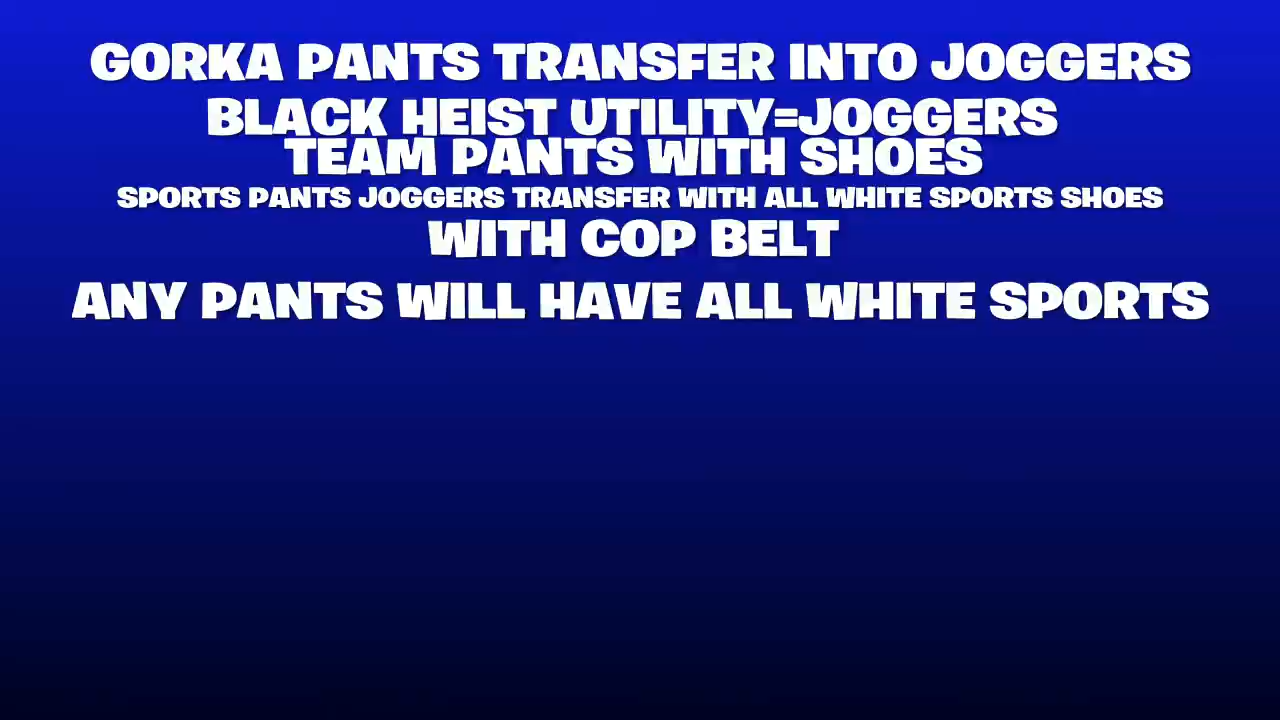 GORKA PANTS TRANSFER INTO JOGGERS
BLACK HEIST UTILITY=JOGGERS
TEAM PANTS WITH SHOES
SPORTS PANTS JOGGERS TRANSFER WITH ALL WHITE SPORTS SHOES
WITH COP BELT
ANY PANTS WILL HAVE ALL WHITE SPORTS